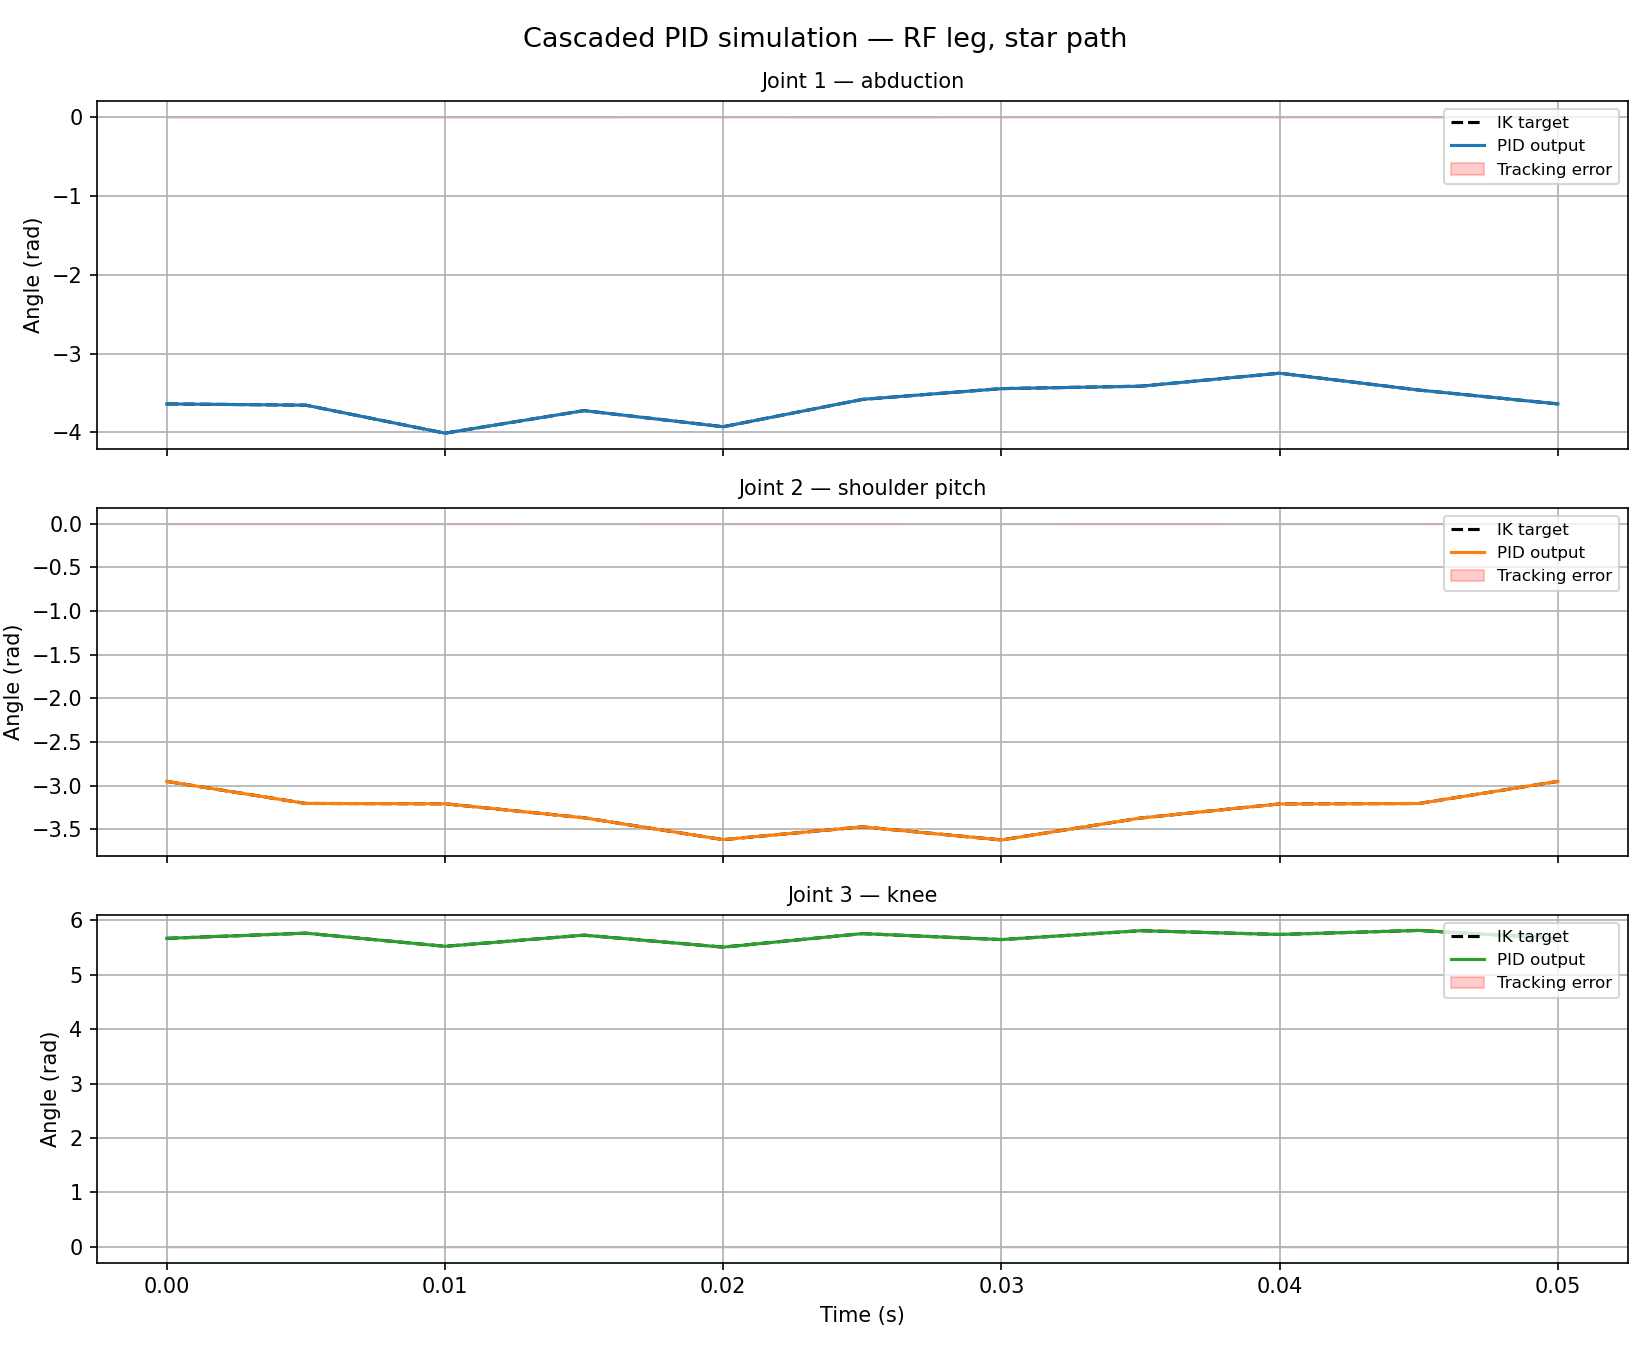 Cascaded PID simulation — RF leg, star path
Joint 1 — abduction
0
−1
−2
−3
−4
Angle (rad)
IK target
PID output
Tracking error
Joint 2 — shoulder pitch
0.0
−0.5
−1.0
−1.5
−2.0
−2.5
−3.0
−3.5
Angle (rad)
IK target
PID output
Tracking error
Joint 3 — knee
6
5
4
3
2
1
0
Angle (rad)
IK target
PID output
Tracking error
0.00 0.01 0.02 0.03 0.04 0.05
Time (s)